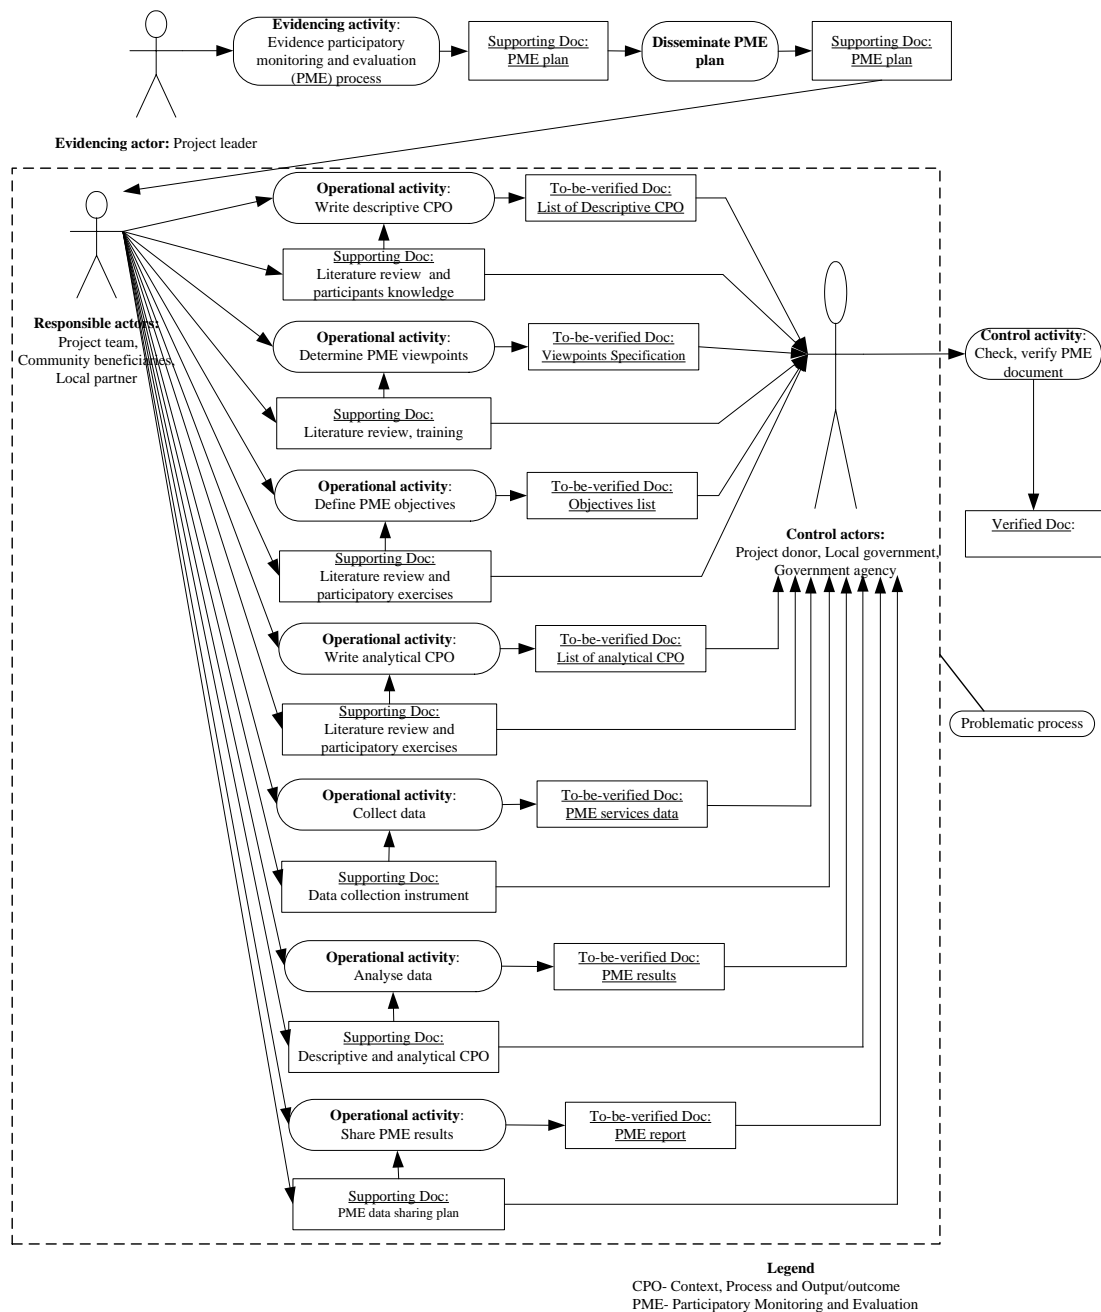 Evidencing activity:
Evidence participatory
monitoring and evaluation
(PME) process
Supporting Doc:
PME plan
Disseminate PME
plan
Supporting Doc:
PME plan
Evidencing actor: Project leader
Responsible actors:
Project team,
Community beneficiaries,
Local partner
Operational activity:
Write descriptive CPO
To-be-verified Doc:
List of Descriptive CPO
Supporting Doc:
Literature review and
participants knowledge
Operational activity:
Determine PME viewpoints
To-be-verified Doc:
Viewpoints Specification
Supporting Doc:
Literature review, training
Operational activity:
Define PME objectives
To-be-verified Doc:
Objectives list
Supporting Doc:
Literature review and
participatory exercises
Operational activity:
Write analytical CPO
To-be-verified Doc:
List of analytical CPO
Supporting Doc:
Literature review and
participatory exercises
Operational activity:
Collect data
To-be-verified Doc:
PME services data
Supporting Doc:
Data collection instrument
Operational activity:
Analyse data
To-be-verified Doc:
PME results
Supporting Doc:
Descriptive and analytical CPO
Operational activity:
Share PME results
To-be-verified Doc:
PME report
Supporting Doc:
PME data sharing plan
Control actors:
Project donor, Local government,
Government agency
Control activity:
Check, verify PME
document
Verified Doc:
Problematic process
Legend
CPO- Context, Process and Output/outcome
PME- Participatory Monitoring and Evaluation